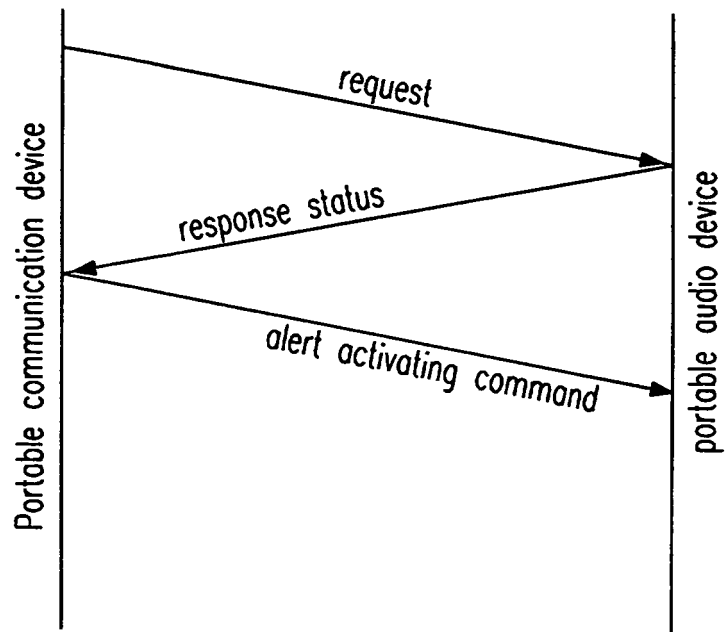 request
response status
alert activating command
Portable communication device
portable audio device